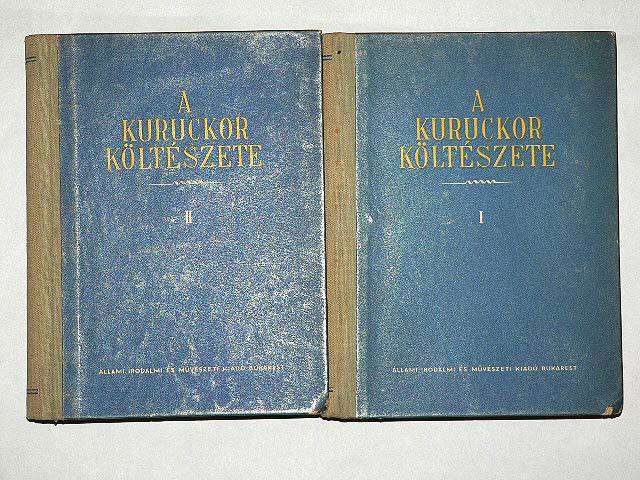 A
KURUCKOR
KÖLTÉSZETE
II
ÁLLAMI IRODALMI ÉS MŰVÉSZETI KIADÓ BUKAREST
A
KURUCKOR
KÖLTÉSZETE
I
ÁLLAMI IRODALMI ÉS MŰVÉSZETI KIADÓ BUKAREST